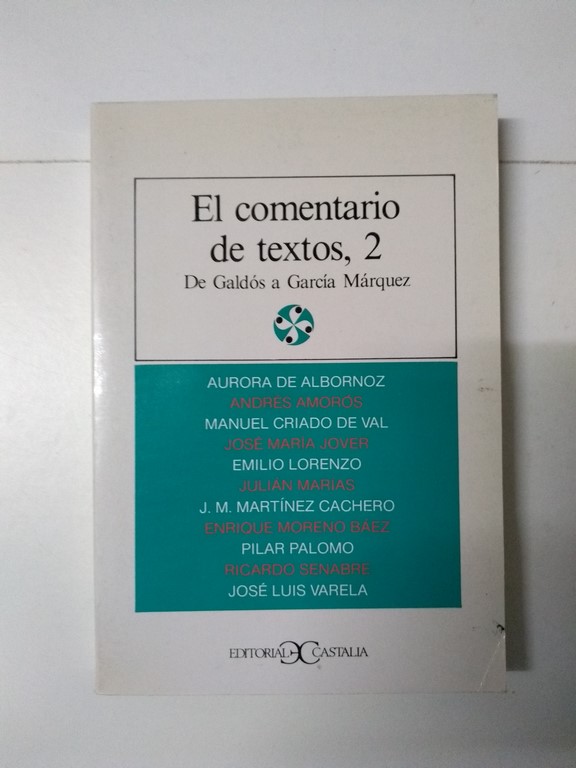 El comentario
de textos, 2
De Galdós a García Márquez
AURORA DE ALBORNOZ
ANDRÉS AMORÓS
MANUEL CRIADO DE VAL
JOSÉ MARÍA JOVER
EMILIO LORENZO
JULIÁN MARÍAS
J. M. MARTÍNEZ CACHERO
ENRIQUE MORENO BÁEZ
PILAR PALOMO
RICARDO SENABRE
JOSÉ LUIS VARELA
EDITORIAL CASTALIA